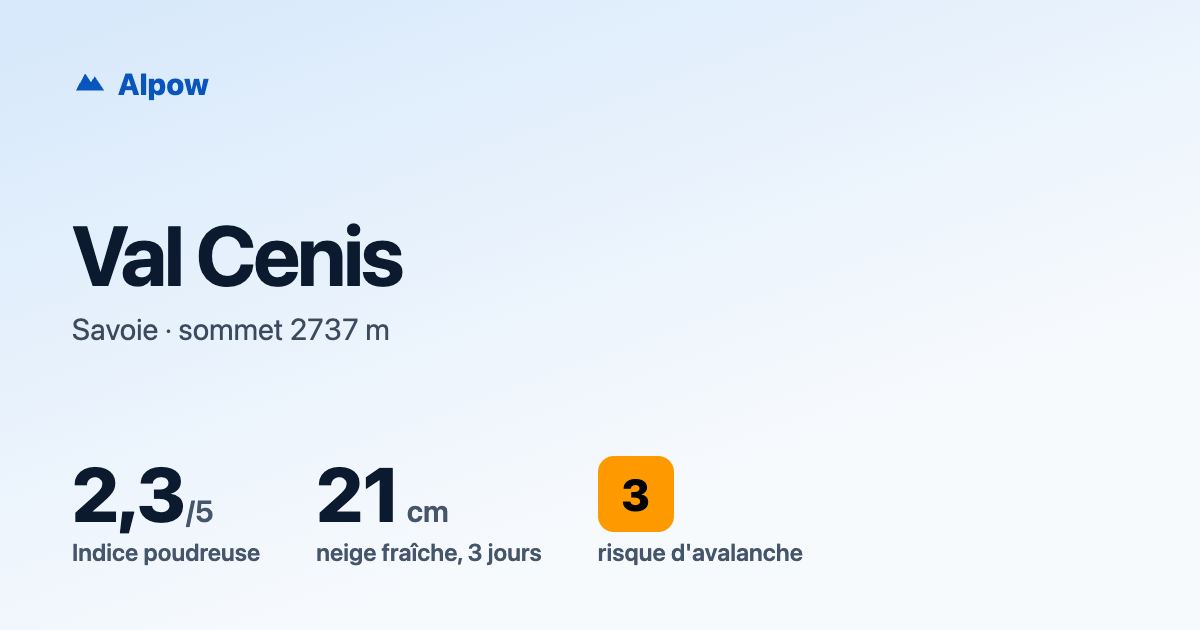 Alpow
Val Cenis
Savoie · sommet 2737 m
2,3/5
Indice poudreuse
21 cm
neige fraîche, 3 jours
3
risque d'avalanche